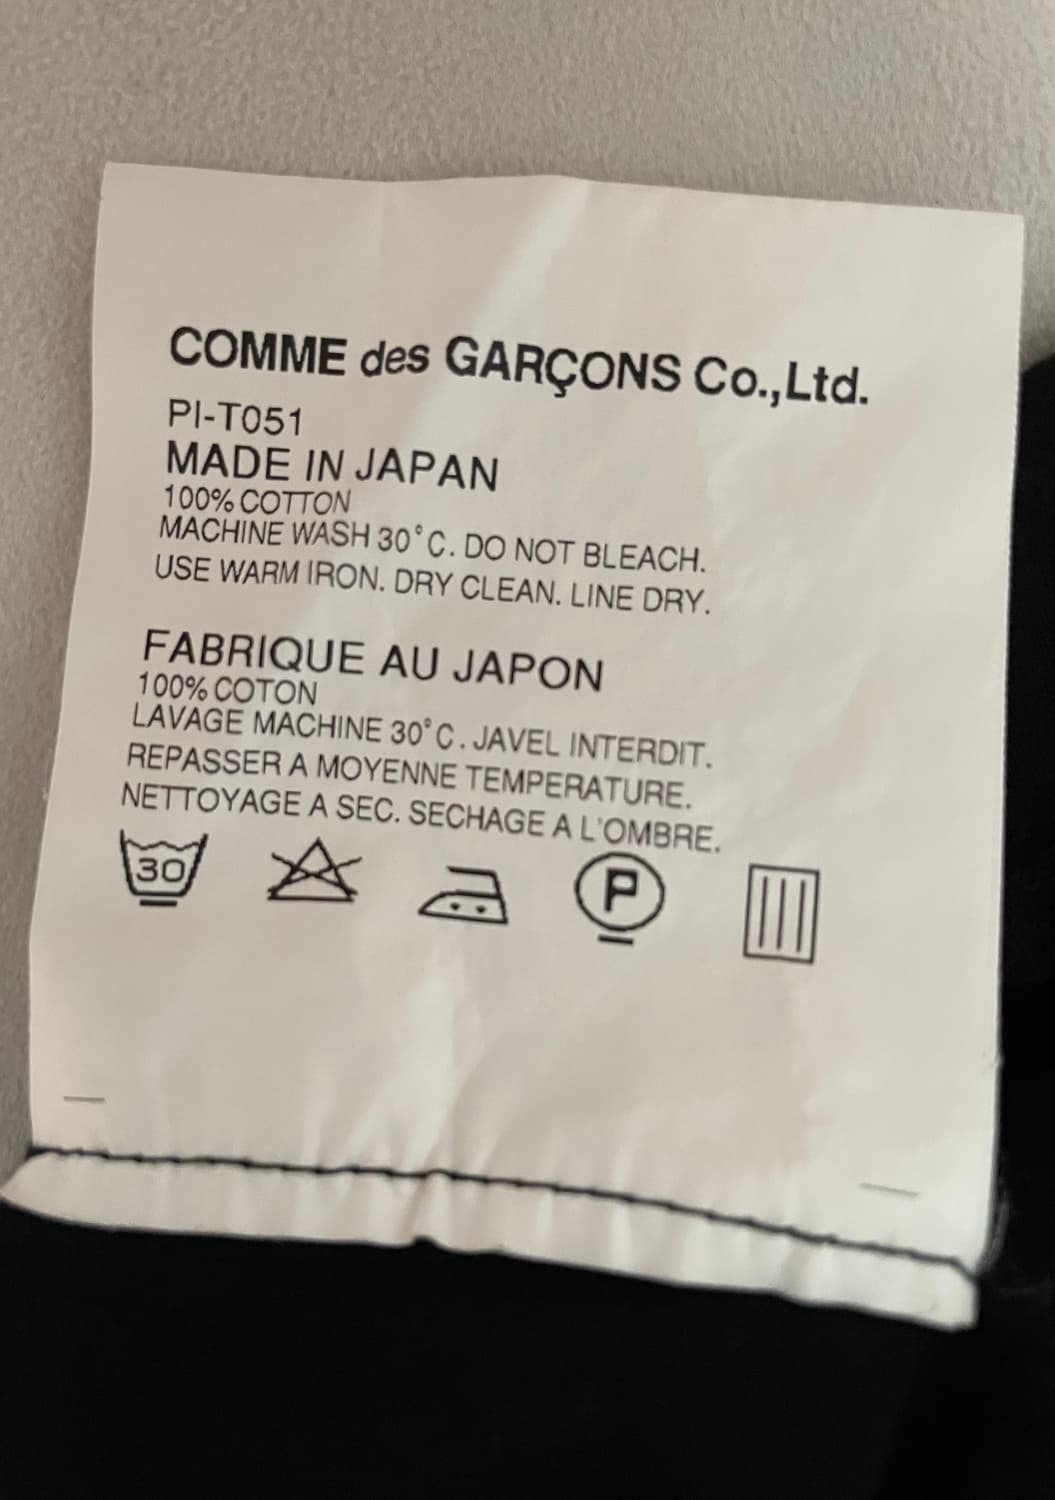 COMME des GARÇONS Co.,Ltd.
PI-T051
MADE IN JAPAN
100% COTTON
MACHINE WASH 30°C. DO NOT BLEACH.
USE WARM IRON. DRY CLEAN. LINE DRY.
FABRIQUE AU JAPON
100% COTON
LAVAGE MACHINE 30°C. JAVEL INTERDIT.
REPASSER A MOYENNE TEMPERATURE.
NETTOYAGE A SEC. SECHAGE A L'OMBRE.
30 P